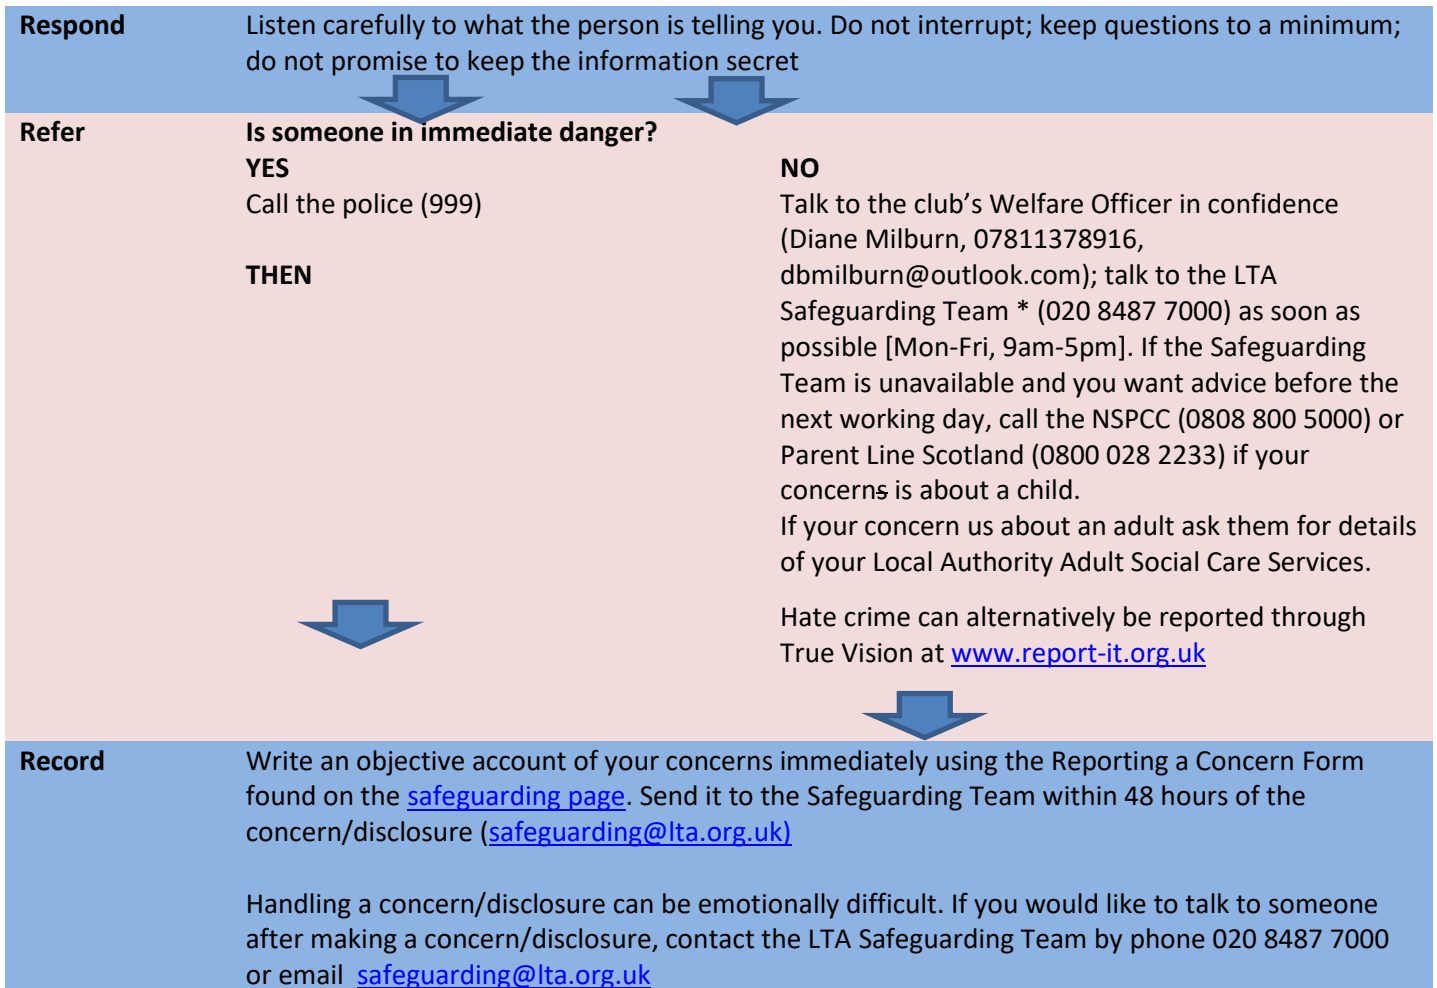 Respond
Listen carefully to what the person is telling you. Do not interrupt; keep questions to a minimum;
do not promise to keep the information secret
Refer
Is someone in immediate danger?
YES
Call the police (999)
THEN
NO
Talk to the club’s Welfare Officer in confidence
(Diane Milburn, 07811378916,
dbmilburn@outlook.com); talk to the LTA
Safeguarding Team * (020 8487 7000) as soon as
possible [Mon-Fri, 9am-5pm]. If the Safeguarding
Team is unavailable and you want advice before the
next working day, call the NSPCC (0808 800 5000) or
Parent Line Scotland (0800 028 2233) if your
concerns is about a child.
If your concern us about an adult ask them for details
of your Local Authority Adult Social Care Services.
Hate crime can alternatively be reported through
True Vision at www.report-it.org.uk
Record
Write an objective account of your concerns immediately using the Reporting a Concern Form
found on the safeguarding page. Send it to the Safeguarding Team within 48 hours of the
concern/disclosure (safeguarding@lta.org.uk)
Handling a concern/disclosure can be emotionally difficult. If you would like to talk to someone
after making a concern/disclosure, contact the LTA Safeguarding Team by phone 020 8487 7000
or email safeguarding@lta.org.uk